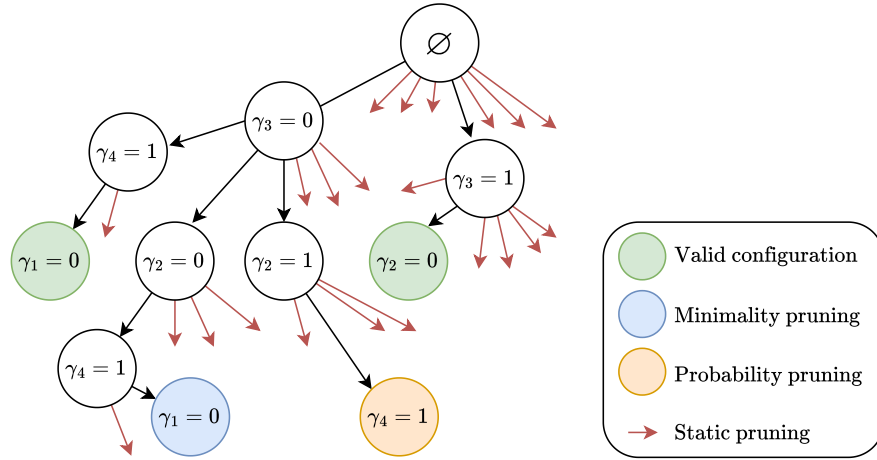 ∅
γ₃ = 0
γ₄ = 1
γ₃ = 1
γ₁ = 0
γ₂ = 0
γ₂ = 1
γ₂ = 0
γ₄ = 1
γ₁ = 0
γ₄ = 1
Valid configuration
Minimality pruning
Probability pruning
Static pruning